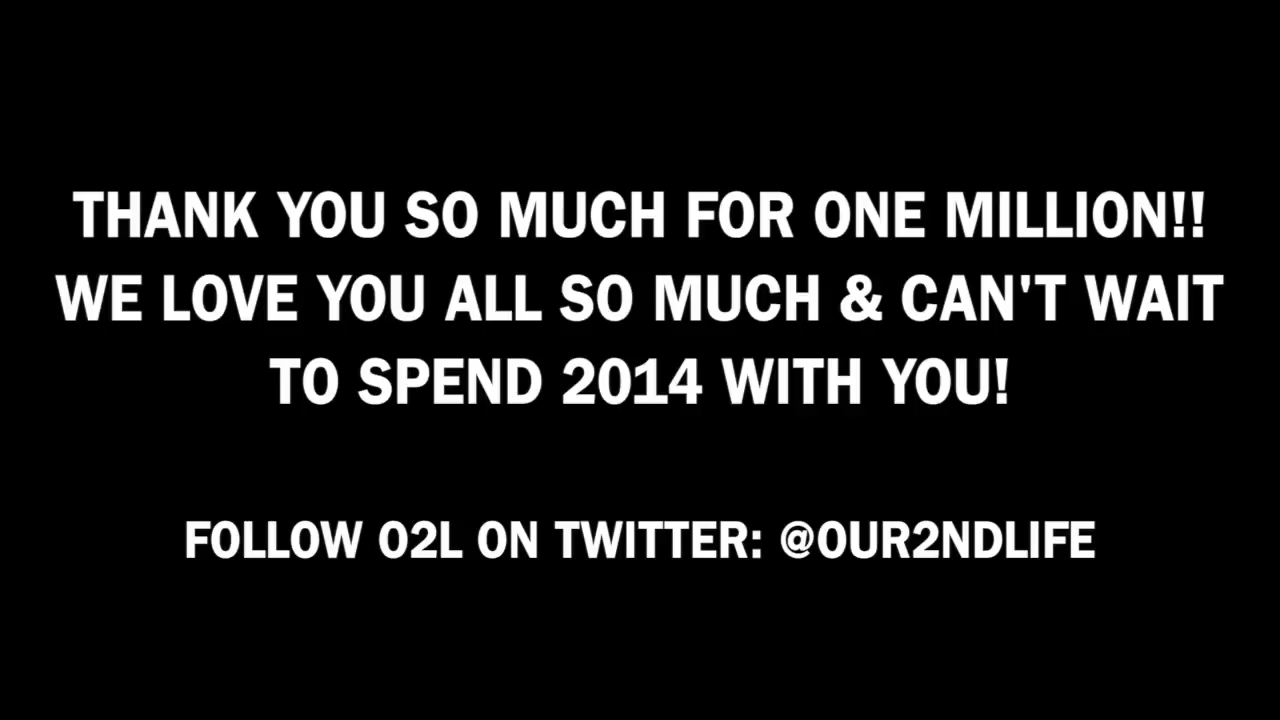 THANK YOU SO MUCH FOR ONE MILLION!!
WE LOVE YOU ALL SO MUCH & CAN'T WAIT
TO SPEND 2014 WITH YOU!
FOLLOW O2L ON TWITTER: @OUR2NDLIFE